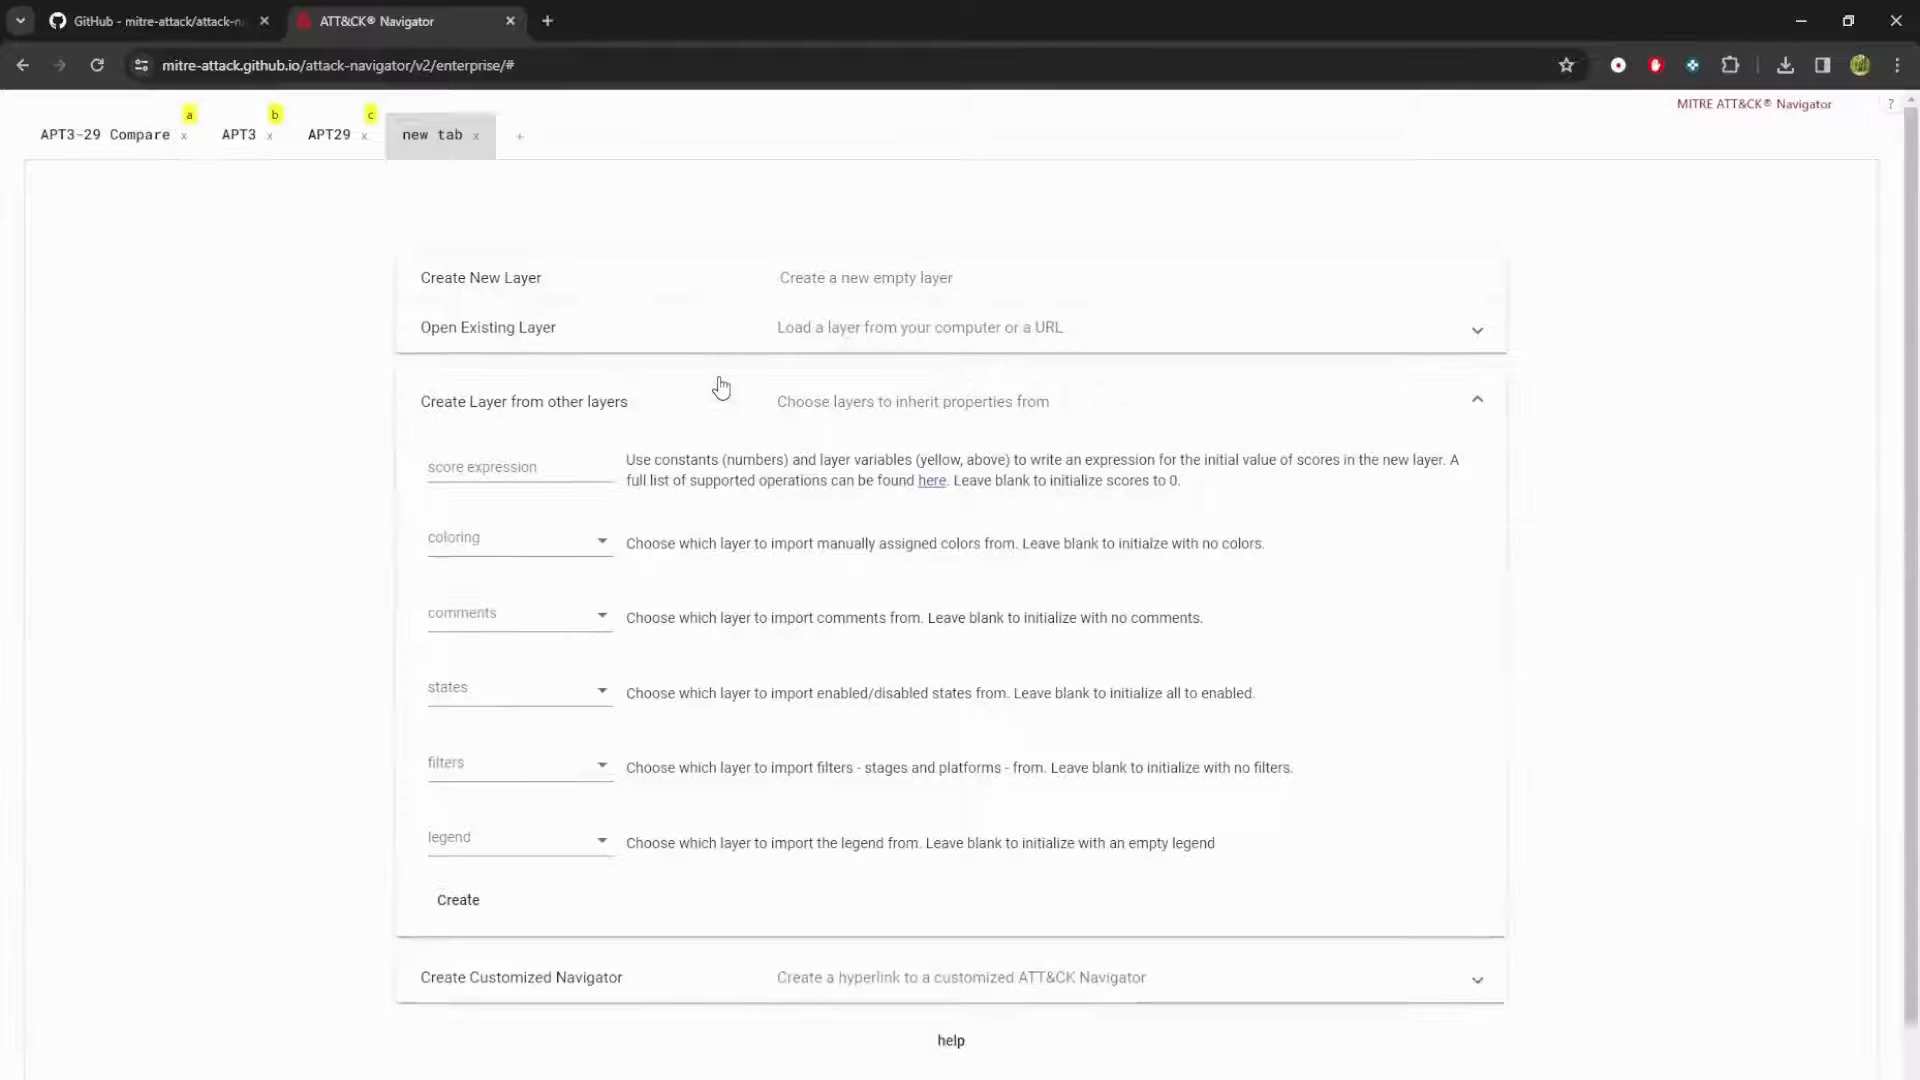 GitHub - mitre-attack/attack-n
ATT&CK® Navigator
mitre-attack.github.io/attack-navigator/v2/enterprise/#
MITRE ATT&CK® Navigator
?
a
b
c
APT3-29 Compare x
APT3 x
APT29 x
new tab x
+
Create New Layer
Create a new empty layer
Open Existing Layer
Load a layer from your computer or a URL
Create Layer from other layers
Choose layers to inherit properties from
score expression
Use constants (numbers) and layer variables (yellow, above) to write an expression for the initial value of scores in the new layer. A
full list of supported operations can be found here. Leave blank to initialize scores to 0.
coloring
Choose which layer to import manually assigned colors from. Leave blank to initialze with no colors.
comments
Choose which layer to import comments from. Leave blank to initialize with no comments.
states
Choose which layer to import enabled/disabled states from. Leave blank to initialize all to enabled.
filters
Choose which layer to import filters - stages and platforms - from. Leave blank to initialize with no filters.
legend
Choose which layer to import the legend from. Leave blank to initialize with an empty legend
Create
Create Customized Navigator
Create a hyperlink to a customized ATT&CK Navigator
help